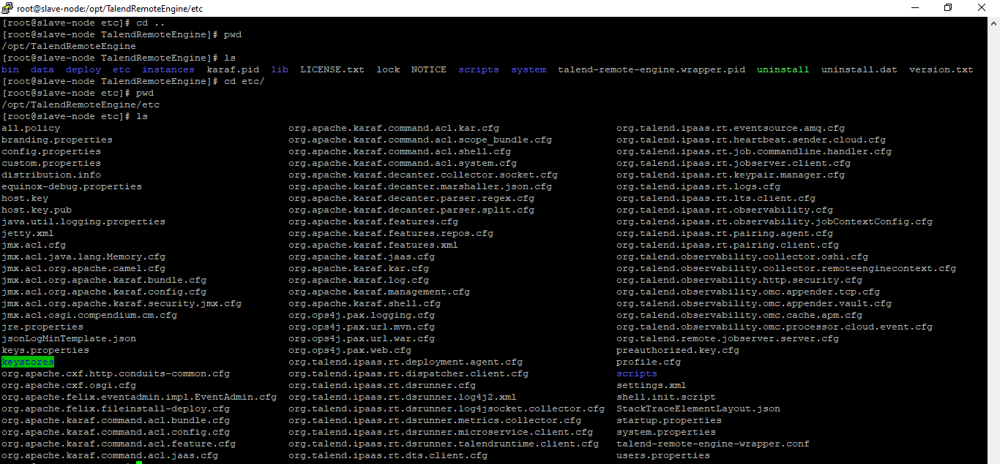 root@slave-node:/opt/TalendRemoteEngine/etc
[root@slave-node etc]# cd ..
[root@slave-node TalendRemoteEngine]# pwd
/opt/TalendRemoteEngine
[root@slave-node TalendRemoteEngine]# ls
bin data deploy etc instances karaf.pid lib LICENSE.txt lock NOTICE scripts system talend-remote-engine.wrapper.pid uninstall uninstall.dat version.txt
[root@slave-node TalendRemoteEngine]# cd etc/
[root@slave-node etc]# pwd
/opt/TalendRemoteEngine/etc
[root@slave-node etc]# ls
all.policy org.apache.karaf.command.acl.kar.cfg org.talend.ipaas.rt.eventsource.amq.cfg
branding.properties org.apache.karaf.command.acl.scope_bundle.cfg org.talend.ipaas.rt.heartbeat.sender.cloud.cfg
config.properties org.apache.karaf.command.acl.shell.cfg org.talend.ipaas.rt.job.commandline.handler.cfg
custom.properties org.apache.karaf.command.acl.system.cfg org.talend.ipaas.rt.jobserver.client.cfg
distribution.info org.apache.karaf.decanter.collector.socket.cfg org.talend.ipaas.rt.keypair.manager.cfg
equinox-debug.properties org.apache.karaf.decanter.marshaller.json.cfg org.talend.ipaas.rt.logs.cfg
host.key org.apache.karaf.decanter.parser.regex.cfg org.talend.ipaas.rt.lts.client.cfg
host.key.pub org.apache.karaf.decanter.parser.split.cfg org.talend.ipaas.rt.observability.cfg
java.util.logging.properties org.apache.karaf.features.cfg org.talend.ipaas.rt.observability.jobContextConfig.cfg
jetty.xml org.apache.karaf.features.repos.cfg org.talend.ipaas.rt.pairing.agent.cfg
jmx.acl.cfg org.apache.karaf.features.xml org.talend.ipaas.rt.pairing.client.cfg
jmx.acl.java.lang.Memory.cfg org.apache.karaf.jaas.cfg org.talend.observability.collector.oshi.cfg
jmx.acl.org.apache.camel.cfg org.apache.karaf.kar.cfg org.talend.observability.collector.remoteenginecontext.cfg
jmx.acl.org.apache.karaf.bundle.cfg org.apache.karaf.log.cfg org.talend.observability.http.security.cfg
jmx.acl.org.apache.karaf.config.cfg org.apache.karaf.management.cfg org.talend.observability.omc.appender.tcp.cfg
jmx.acl.org.apache.karaf.security.jmx.cfg org.apache.karaf.shell.cfg org.talend.observability.omc.appender.vault.cfg
jmx.acl.osgi.compendium.cm.cfg org.ops4j.pax.logging.cfg org.talend.observability.omc.cache.apm.cfg
jre.properties org.ops4j.pax.url.mvn.cfg org.talend.observability.omc.processor.cloud.event.cfg
jsonLogMinTemplate.json org.ops4j.pax.url.war.cfg org.talend.remote.jobserver.server.cfg
keys.properties org.ops4j.pax.web.cfg preauthorized.key.cfg
keystores org.talend.ipaas.rt.deployment.agent.cfg profile.cfg
org.apache.cxf.http.conduits-common.cfg org.talend.ipaas.rt.dispatcher.client.cfg scripts
org.apache.cxf.osgi.cfg org.talend.ipaas.rt.dsrunner.cfg settings.xml
org.apache.felix.eventadmin.impl.EventAdmin.cfg org.talend.ipaas.rt.dsrunner.log4j2.xml shell.init.script
org.apache.felix.fileinstall-deploy.cfg org.talend.ipaas.rt.dsrunner.log4jsocket.collector.cfg StackTraceElementLayout.json
org.apache.karaf.command.acl.bundle.cfg org.talend.ipaas.rt.dsrunner.metrics.collector.cfg startup.properties
org.apache.karaf.command.acl.config.cfg org.talend.ipaas.rt.dsrunner.microservice.client.cfg system.properties
org.apache.karaf.command.acl.feature.cfg org.talend.ipaas.rt.dsrunner.talendruntime.client.cfg talend-remote-engine-wrapper.conf
org.apache.karaf.command.acl.jaas.cfg org.talend.ipaas.rt.dts.client.cfg users.properties